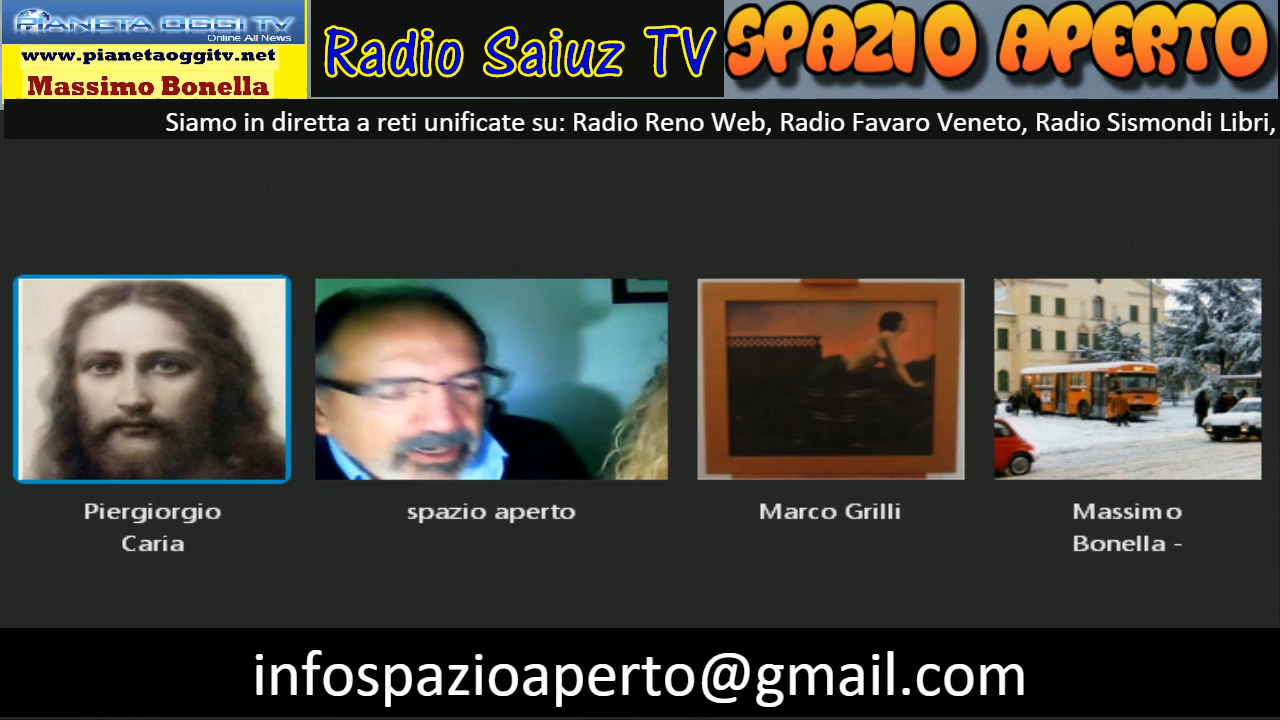 PIANETA OGGI TV
Online All News
www.pianetaoggitv.net
Massimo Bonella
Radio Saiuz TV
SPAZIO APERTO
Siamo in diretta a reti unificate su: Radio Reno Web, Radio Favaro Veneto, Radio Sismondi Libri,
Piergiorgio
Caria
spazio aperto
Marco Grilli
Massimo
Bonella -
infospazioaperto@gmail.com